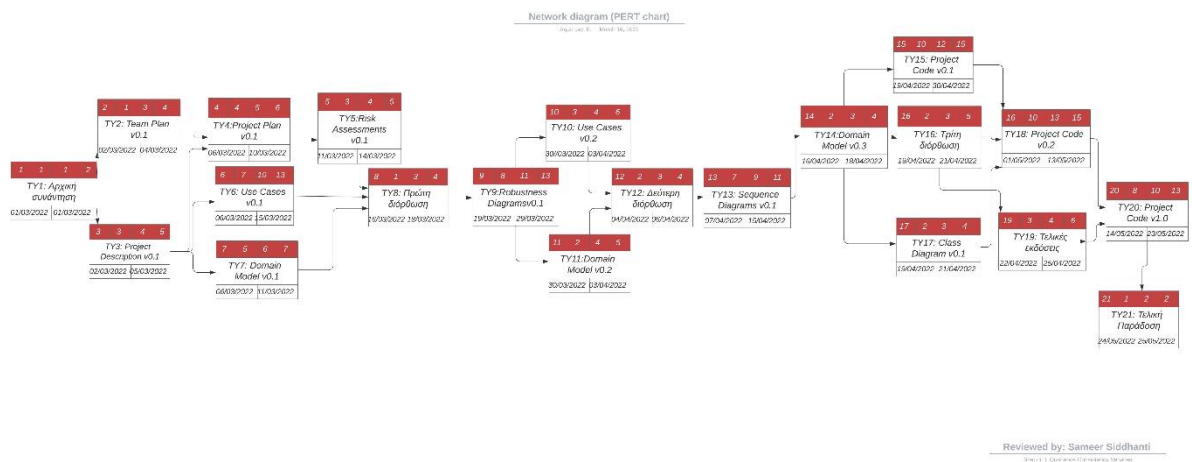 Network diagram (PERT chart)
1 1 1 2
TY1: Αρχική
συνάντηση
01/03/2022 01/03/2022
2 1 3 4
TY2: Team Plan
v0.1
02/03/2022 04/03/2022
3 3 4 5
TY3: Project
Description v0.1
02/03/2022 05/03/2022
4 4 5 6
TY4:Project Plan
v0.1
06/03/2022 10/03/2022
6 7 10 13
TY6: Use Cases
v0.1
06/03/2022 15/03/2022
7 5 6 7
TY7: Domain
Model v0.1
06/03/2022 11/03/2022
5 3 4 5
TY5:Risk
Assessments
v0.1
11/03/2022 14/03/2022
8 1 3 4
TY8: Πρώτη
διόρθωση
16/03/2022 18/03/2022
9 8 11 13
TY9:Robustness
Diagramsv0.1
19/03/2022 29/03/2022
10 3 4 5
TY10: Use Cases
v0.2
30/03/2022 03/04/2022
11 2 4 5
TY11:Domain
Model v0.2
30/03/2022 03/04/2022
12 2 3 4
TY12: Δεύτερη
διόρθωση
04/04/2022 06/04/2022
13 7 9 11
TY13: Sequence
Diagrams v0.1
07/04/2022 15/04/2022
14 2 3 4
TY14:Domain
Model v0.3
16/04/2022 18/04/2022
15 10 12 15
TY15: Project
Code v0.1
19/04/2022 30/04/2022
16 2 3 5
TY16: Τρίτη
διόρθωση
19/04/2022 21/04/2022
17 2 3 4
TY17: Class
Diagram v0.1
19/04/2022 21/04/2022
16 10 13 15
TY18: Project Code
v0.2
01/05/2022 13/05/2022
19 3 4 6
TY19: Τελικές
εκδόσεις
22/04/2022 25/04/2022
20 8 10 13
TY20: Project
Code v1.0
14/05/2022 23/05/2022
21 1 2 2
TY21: Τελική
Παράδοση
24/05/2022 25/05/2022
Reviewed by: Sameer Siddhanti